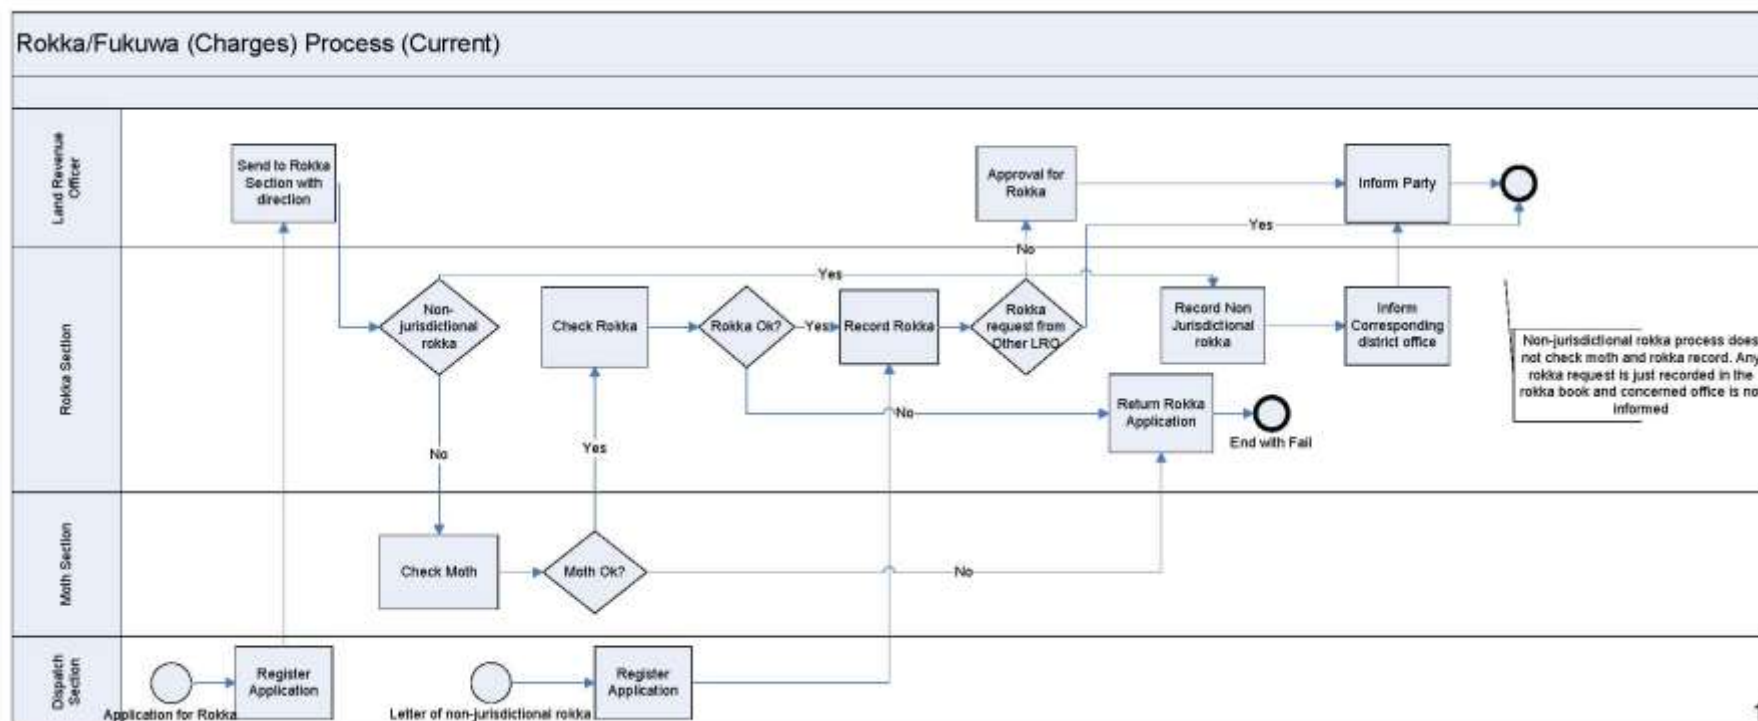 Rokka/Fukuwa (Charges) Process (Current)
Land Revenue
Officer
Send to Rokka
Section with
direction
Approval for
Rokka
Inform Party
Yes
No
Rokka Section
Yes
Non-
jurisdictional
rokka
Check Rokka
Rokka Ok?
Yes
Record Rokka
Rokka
request from
Other LRO
Record Non
Jurisdictional
rokka
Inform
Corresponding
district office
Non-jurisdictional rokka process does
not check moth and rokka record. Any
rokka request is just recorded in the
rokka book and concerned office is no
informed
No
Return Rokka
Application
End with Fail
No
Yes
Moth Section
Check Moth
Moth Ok?
No
Dispatch
Section
Register
Application
Application for Rokka
Register
Application
Letter of non-jurisdictional rokka